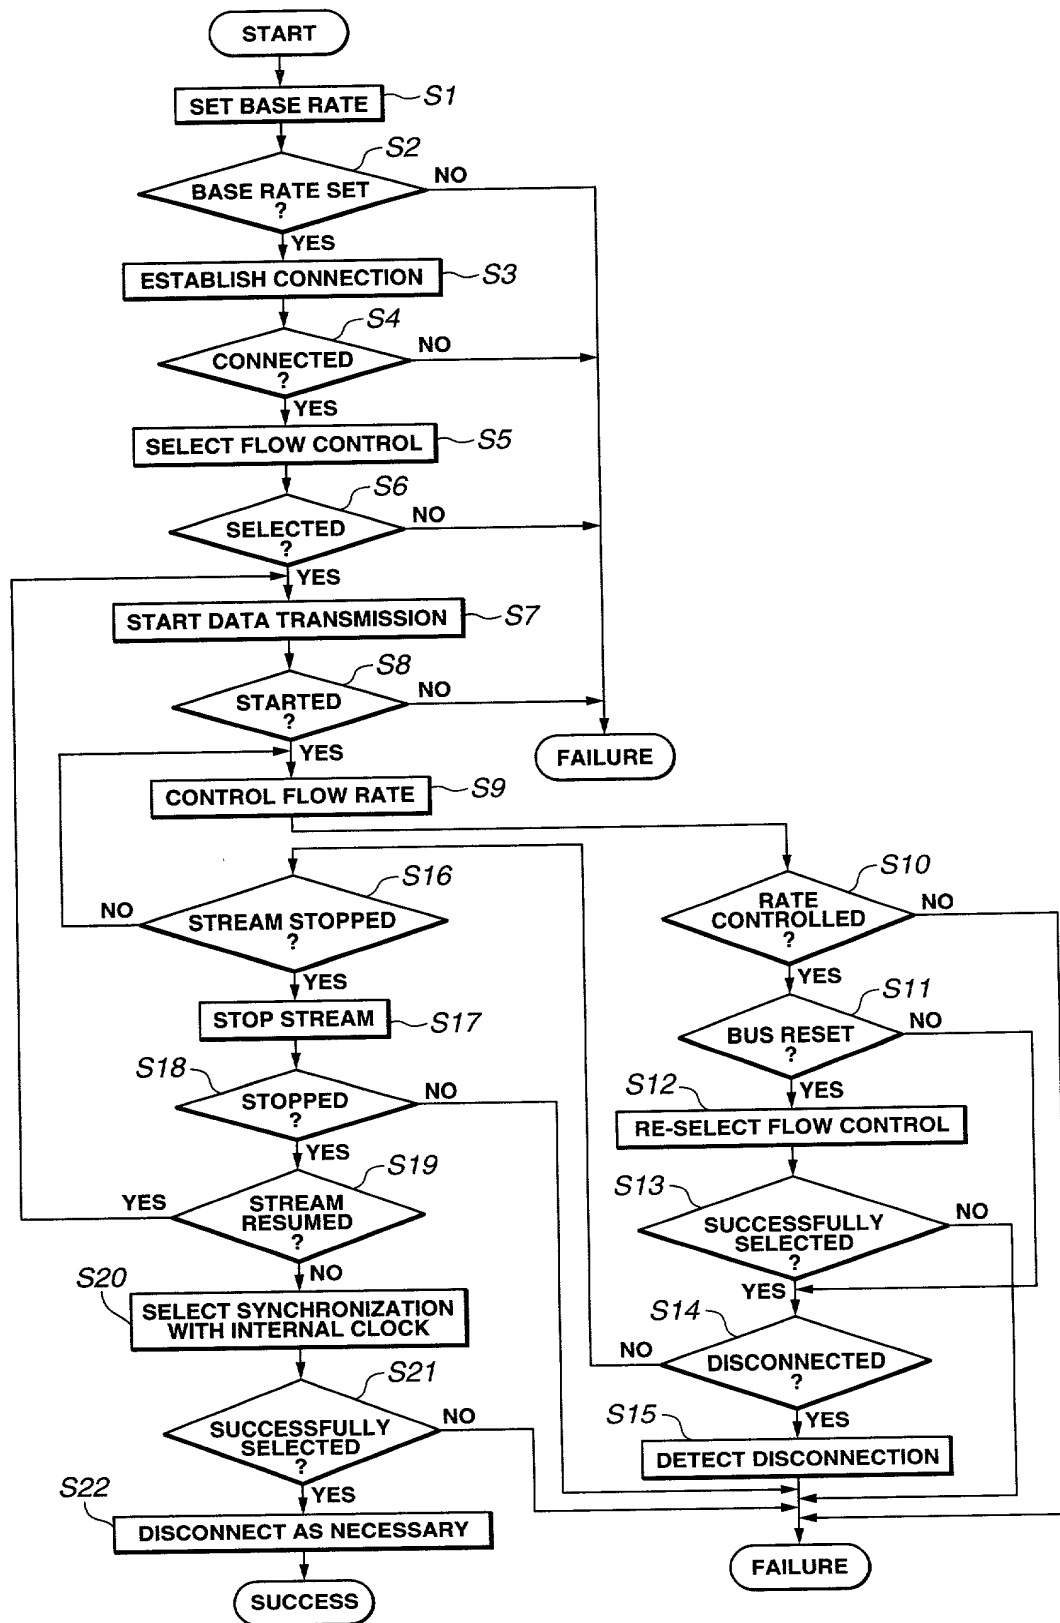 START
SET BASE RATE
S1
S2
BASE RATE SET
?
NO
YES
ESTABLISH CONNECTION
S3
S4
CONNECTED
?
NO
YES
SELECT FLOW CONTROL
S5
S6
SELECTED
?
NO
YES
START DATA TRANSMISSION
S7
S8
STARTED
?
NO
YES
FAILURE
CONTROL FLOW RATE
S9
S16
NO
STREAM STOPPED
?
YES
STOP STREAM
S17
S18
STOPPED
?
NO
YES
S19
YES
STREAM
RESUMED
?
NO
S20
SELECT SYNCHRONIZATION
WITH INTERNAL CLOCK
S21
SUCCESSFULLY
SELECTED
?
NO
YES
S22
DISCONNECT AS NECESSARY
SUCCESS
S10
RATE
CONTROLLED
?
NO
YES
S11
BUS RESET
?
NO
YES
S12
RE-SELECT FLOW CONTROL
S13
SUCCESSFULLY
SELECTED
?
NO
YES
S14
NO
DISCONNECTED
?
YES
S15
DETECT DISCONNECTION
FAILURE